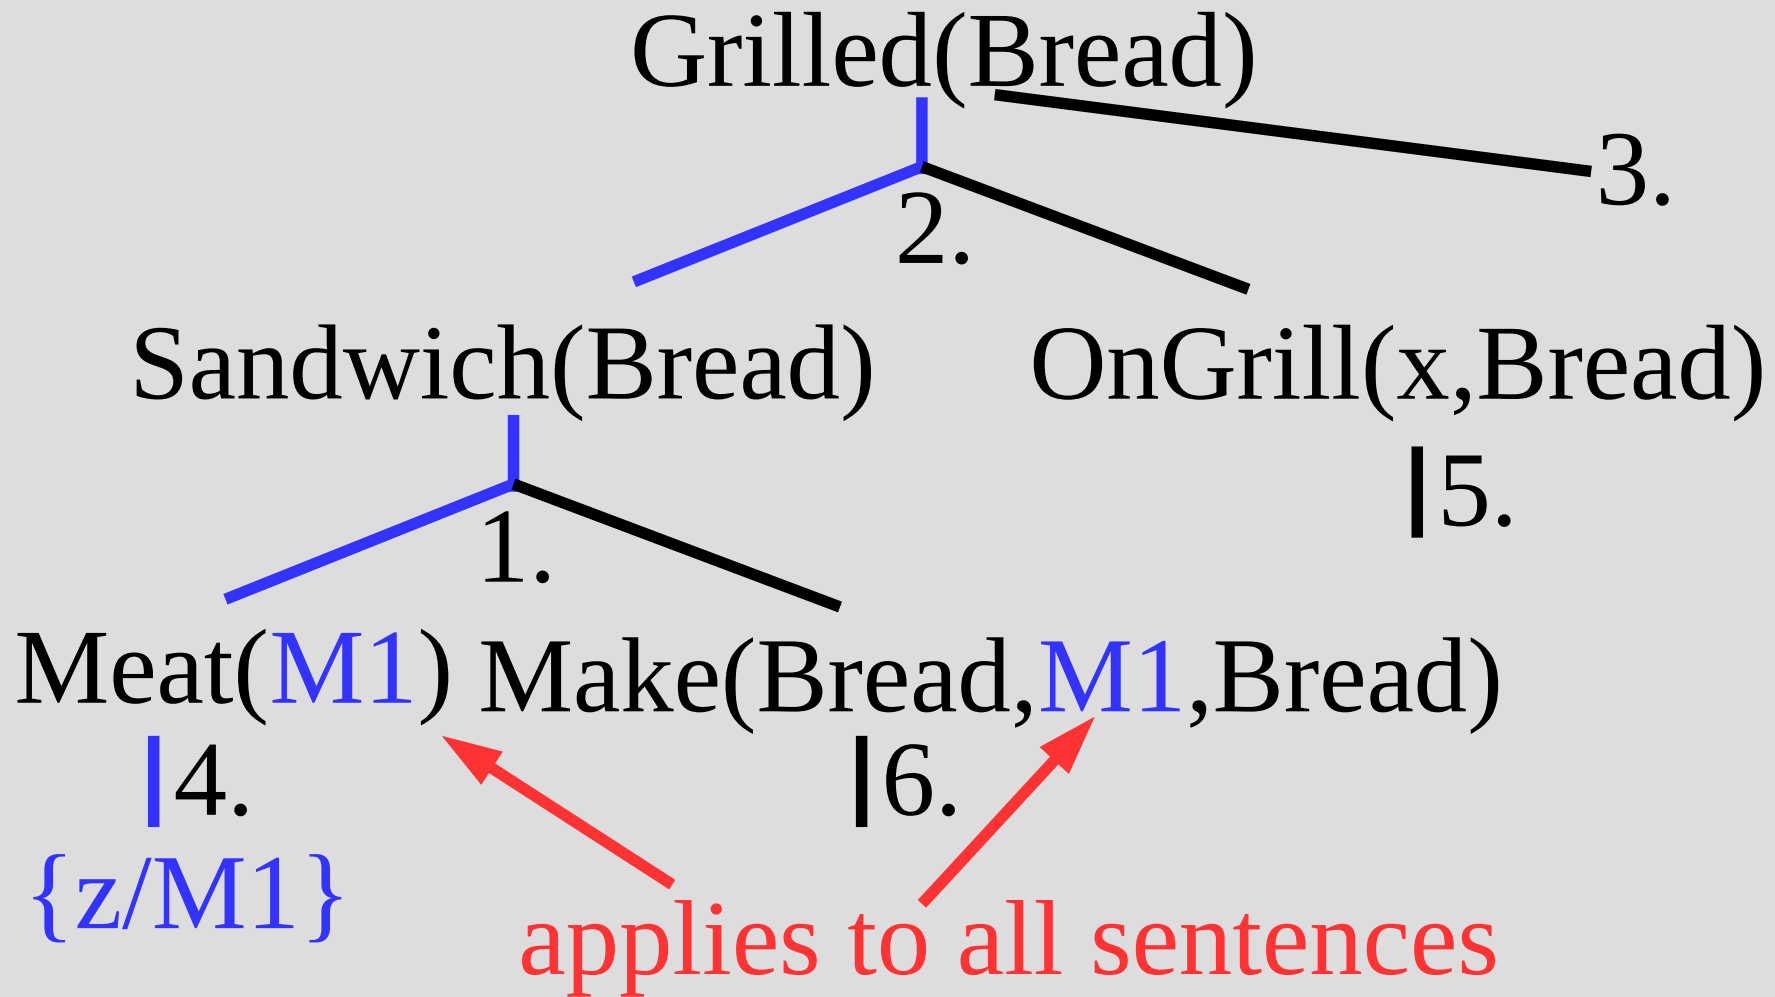 Grilled(Bread)
3.
2.
Sandwich(Bread)
OnGrill(x,Bread)
5.
1.
Meat(M1)
Make(Bread,M1,Bread)
4.
6.
{z/M1}
applies to all sentences